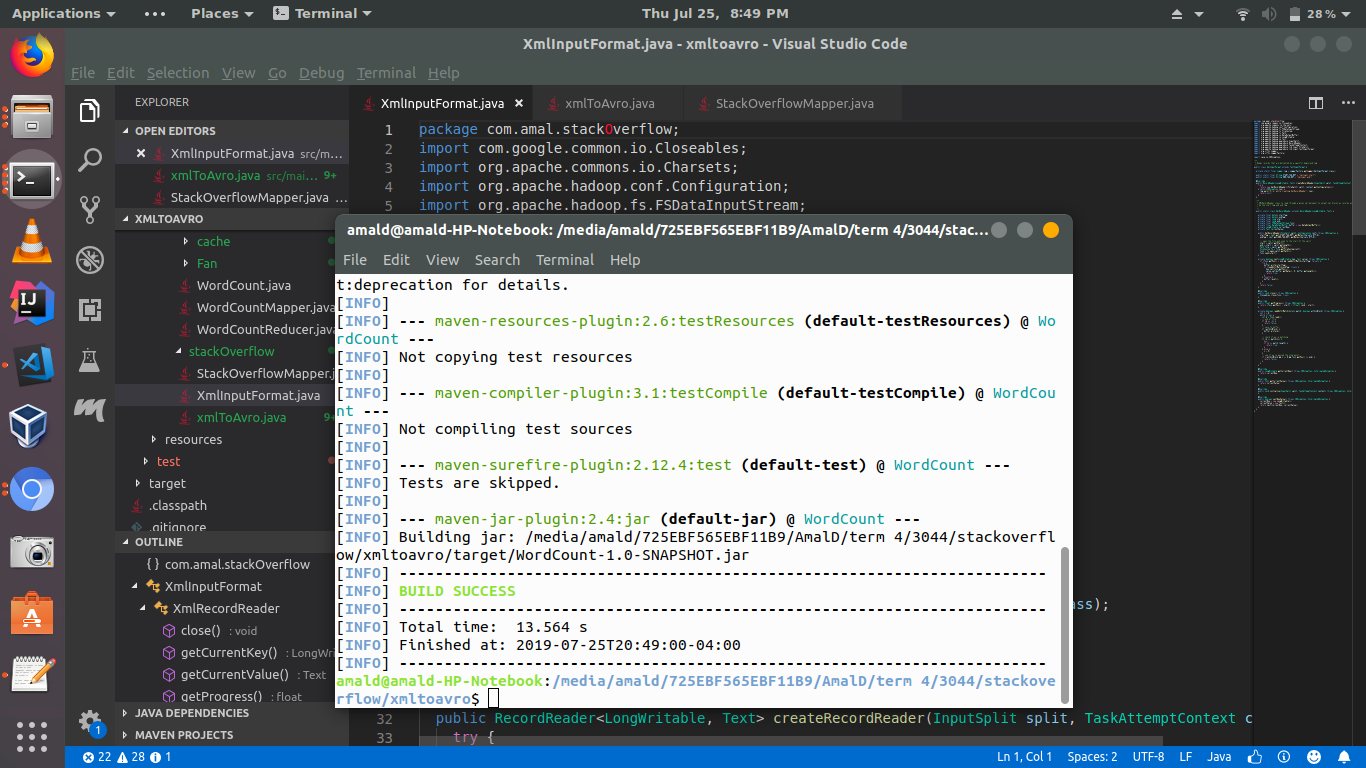 Applications ••• Places Terminal Thu Jul 25, 8:49 PM 28 %
XmlInputFormat.java - xmltoavro - Visual Studio Code
File Edit Selection View Go Debug Terminal Help
EXPLORER
OPEN EDITORS
XmlInputFormat.java src/m...
xmlToAvro.java src/mai... 9+
StackOverflowMapper.java ...
XMLTOAVRO
cache
Fan
WordCount.java
WordCountMapper.java
WordCountReducer.java
stackOverflow
StackOverflowMapper.j
XmlInputFormat.java
xmlToAvro.java 9+
resources
test
target
.classpath
.gitignore
OUTLINE
{ } com.amal.stackOverflow
XmlInputFormat
XmlRecordReader
close() : void
getCurrentKey() : LongWri
getCurrentValue() : Text
getProgress() : float
JAVA DEPENDENCIES
MAVEN PROJECTS
1
XmlInputFormat.java × xmlToAvro.java StackOverflowMapper.java
1 package com.amal.stackOverflow;
2 import com.google.common.io.Closeables;
3 import org.apache.commons.io.Charsets;
4 import org.apache.hadoop.conf.Configuration;
5 import org.apache.hadoop.fs.FSDataInputStream;
amald@amald-HP-Notebook: /media/amald/725EBF565EBF11B9/AmalD/term 4/3044/stac...
File Edit View Search Terminal Help
t:deprecation for details.
[INFO]
[INFO] --- maven-resources-plugin:2.6:testResources (default-testResources) @ Wo
rdCount ---
[INFO] Not copying test resources
[INFO]
[INFO] --- maven-compiler-plugin:3.1:testCompile (default-testCompile) @ WordCou
nt ---
[INFO] Not compiling test sources
[INFO]
[INFO] --- maven-surefire-plugin:2.12.4:test (default-test) @ WordCount ---
[INFO] Tests are skipped.
[INFO]
[INFO] --- maven-jar-plugin:2.4:jar (default-jar) @ WordCount ---
[INFO] Building jar: /media/amald/725EBF565EBF11B9/AmalD/term 4/3044/stackoverfl
ow/xmltoavro/target/WordCount-1.0-SNAPSHOT.jar
[INFO] ------------------------------------------------------------------------
[INFO] BUILD SUCCESS
[INFO] ------------------------------------------------------------------------
[INFO] Total time:  13.564 s
[INFO] Finished at: 2019-07-25T20:49:00-04:00
[INFO] ------------------------------------------------------------------------
amald@amald-HP-Notebook:/media/amald/725EBF565EBF11B9/AmalD/term 4/3044/stackove
rflow/xmltoavro$
ass);
32 public RecordReader<LongWritable, Text> createRecordReader(InputSplit split, TaskAttemptContext c
33 try {
22 28 1 Ln 1, Col 1 Spaces: 2 UTF-8 LF Java